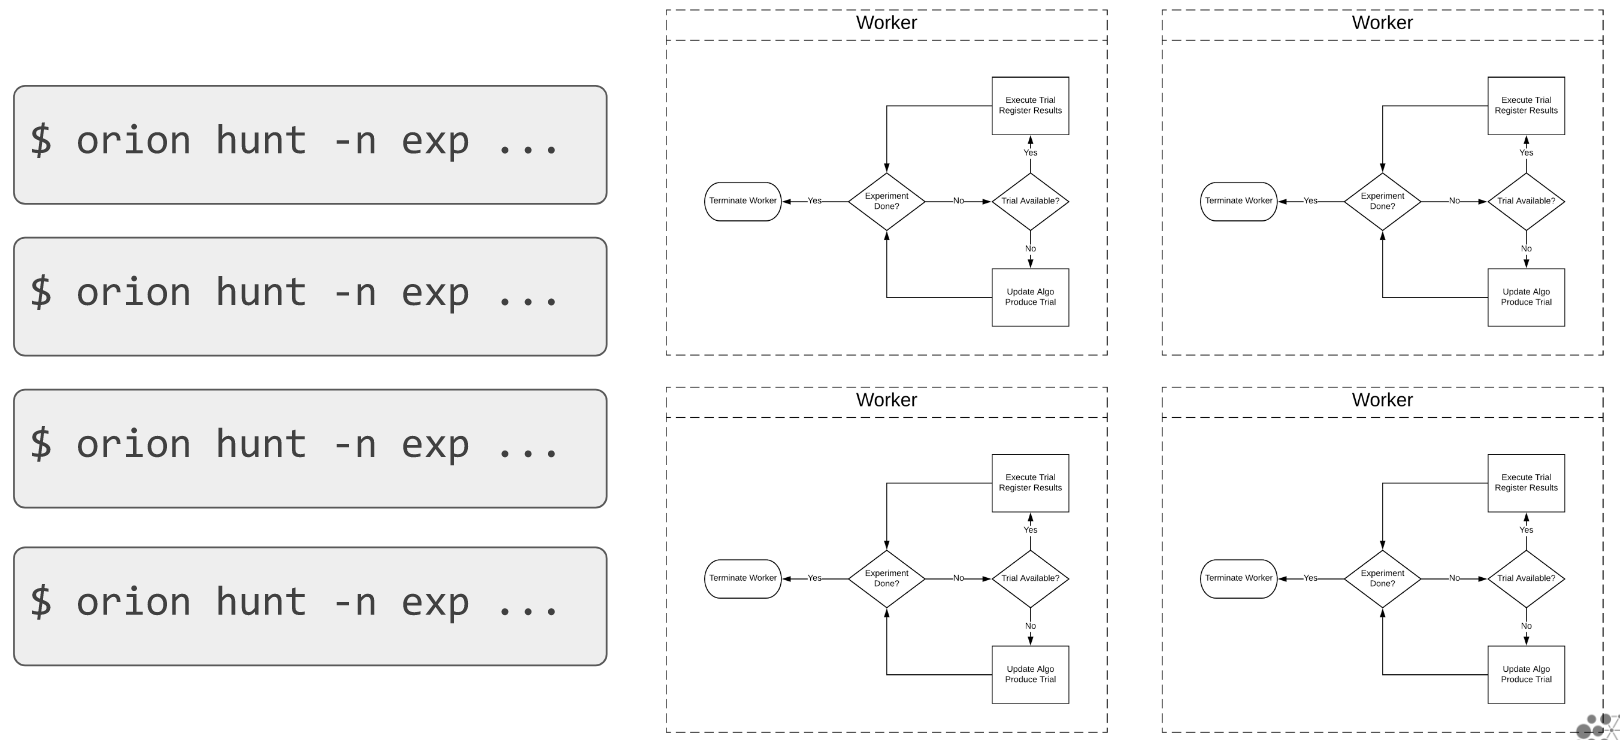 $ orion hunt -n exp ...
$ orion hunt -n exp ...
$ orion hunt -n exp ...
$ orion hunt -n exp ...
Worker
Execute Trial
Register Results
Yes
Terminate Worker
Yes
Experiment
Done?
No
Trial Available?
No
Update Algo
Produce Trial
Worker
Execute Trial
Register Results
Yes
Terminate Worker
Yes
Experiment
Done?
No
Trial Available?
No
Update Algo
Produce Trial
Worker
Execute Trial
Register Results
Yes
Terminate Worker
Yes
Experiment
Done?
No
Trial Available?
No
Update Algo
Produce Trial
Worker
Execute Trial
Register Results
Yes
Terminate Worker
Yes
Experiment
Done?
No
Trial Available?
No
Update Algo
Produce Trial